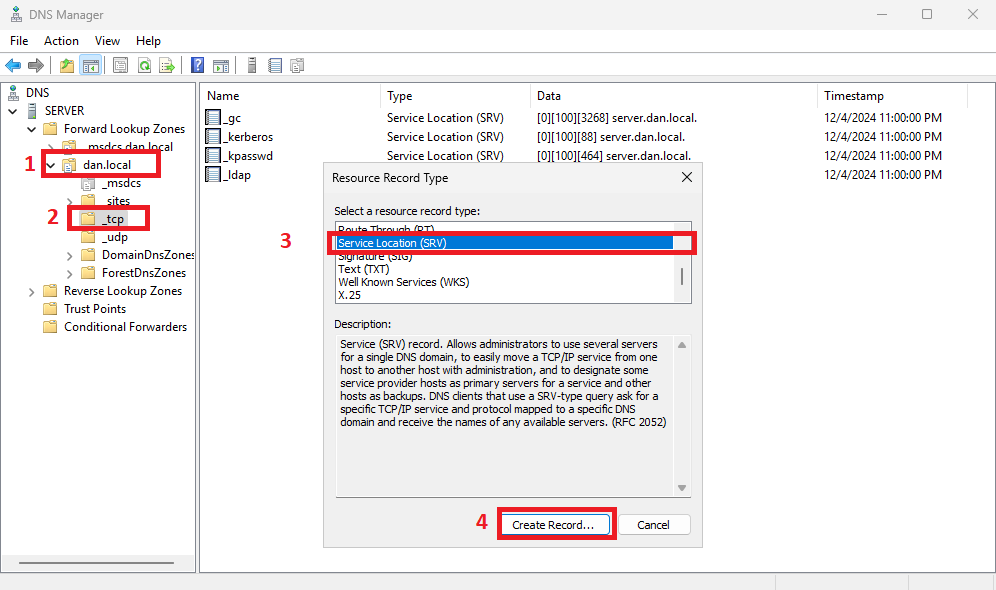 DNS Manager
File Action View Help
DNS
SERVER
Forward Lookup Zones
_msdcs.dan.local
1
dan.local
_msdcs
_sites
2
_tcp
_udp
DomainDnsZones
ForestDnsZones
Reverse Lookup Zones
Trust Points
Conditional Forwarders
Name Type Data Timestamp
_gc Service Location (SRV) [0][100][3268] server.dan.local. 12/4/2024 11:00:00 PM
_kerberos Service Location (SRV) [0][100][88] server.dan.local. 12/4/2024 11:00:00 PM
_kpasswd Service Location (SRV) [0][100][464] server.dan.local. 12/4/2024 11:00:00 PM
_ldap 12/4/2024 11:00:00 PM
Resource Record Type
Select a resource record type:
Route Through (RT)
3
Service Location (SRV)
Signature (SIG)
Text (TXT)
Well Known Services (WKS)
X.25
Description:
Service (SRV) record. Allows administrators to use several servers
for a single DNS domain, to easily move a TCP/IP service from one
host to another host with administration, and to designate some
service provider hosts as primary servers for a service and other
hosts as backups. DNS clients that use a SRV-type query ask for a
specific TCP/IP service and protocol mapped to a specific DNS
domain and receive the names of any available servers. (RFC 2052)
4
Create Record... Cancel